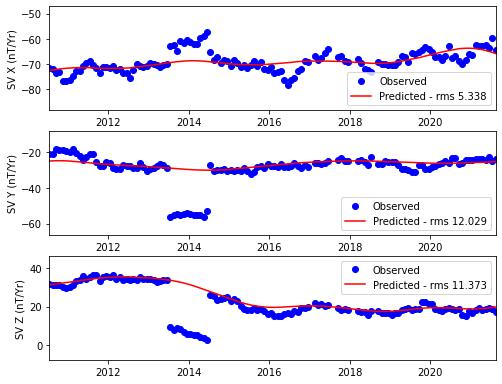 SV X (nT/Yr)
−50
−60
−70
−80
Observed
Predicted - rms 5.338
2012 2014 2016 2018 2020
SV Y (nT/Yr)
−20
−40
−60
Observed
Predicted - rms 12.029
2012 2014 2016 2018 2020
SV Z (nT/Yr)
40
20
0
Observed
Predicted - rms 11.373
2012 2014 2016 2018 2020